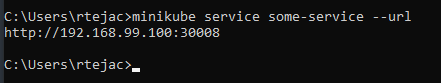 C:\Users\rtejac>minikube service some-service --url
http://192.168.99.100:30008
C:\Users\rtejac>